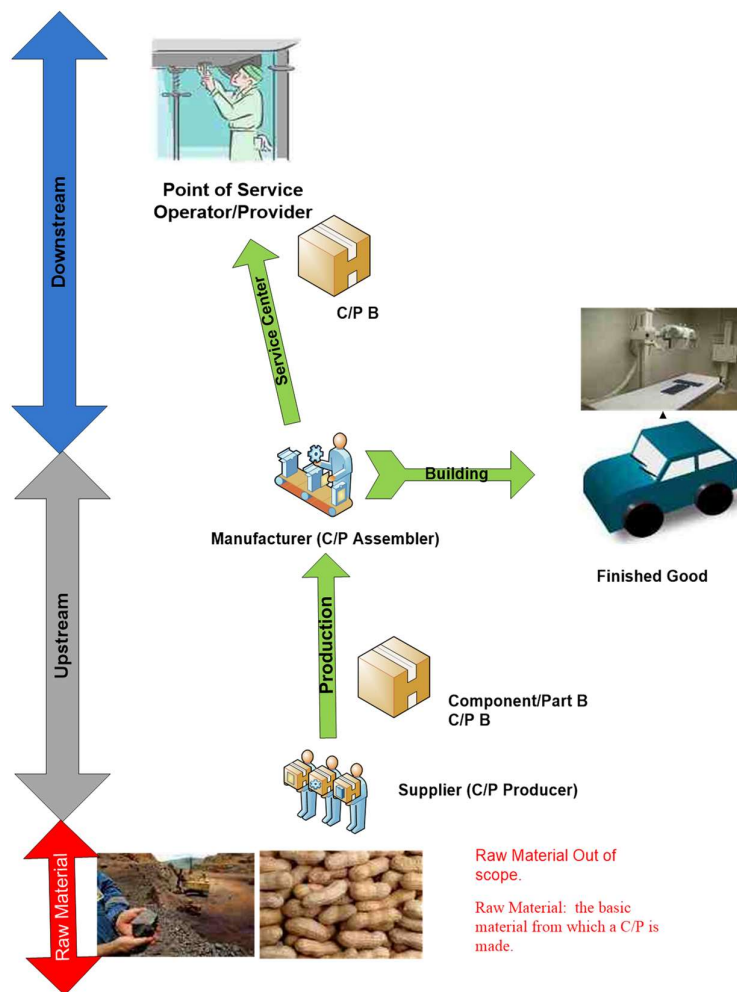 Downstream
Point of Service
Operator/Provider
C/P B
Service Center
Building
Manufacturer (C/P Assembler)
Finished Good
Upstream
Production
Component/Part B
C/P B
Supplier (C/P Producer)
Raw Material
Raw Material Out of
scope.
Raw Material:  the basic
material from which a C/P is
made.